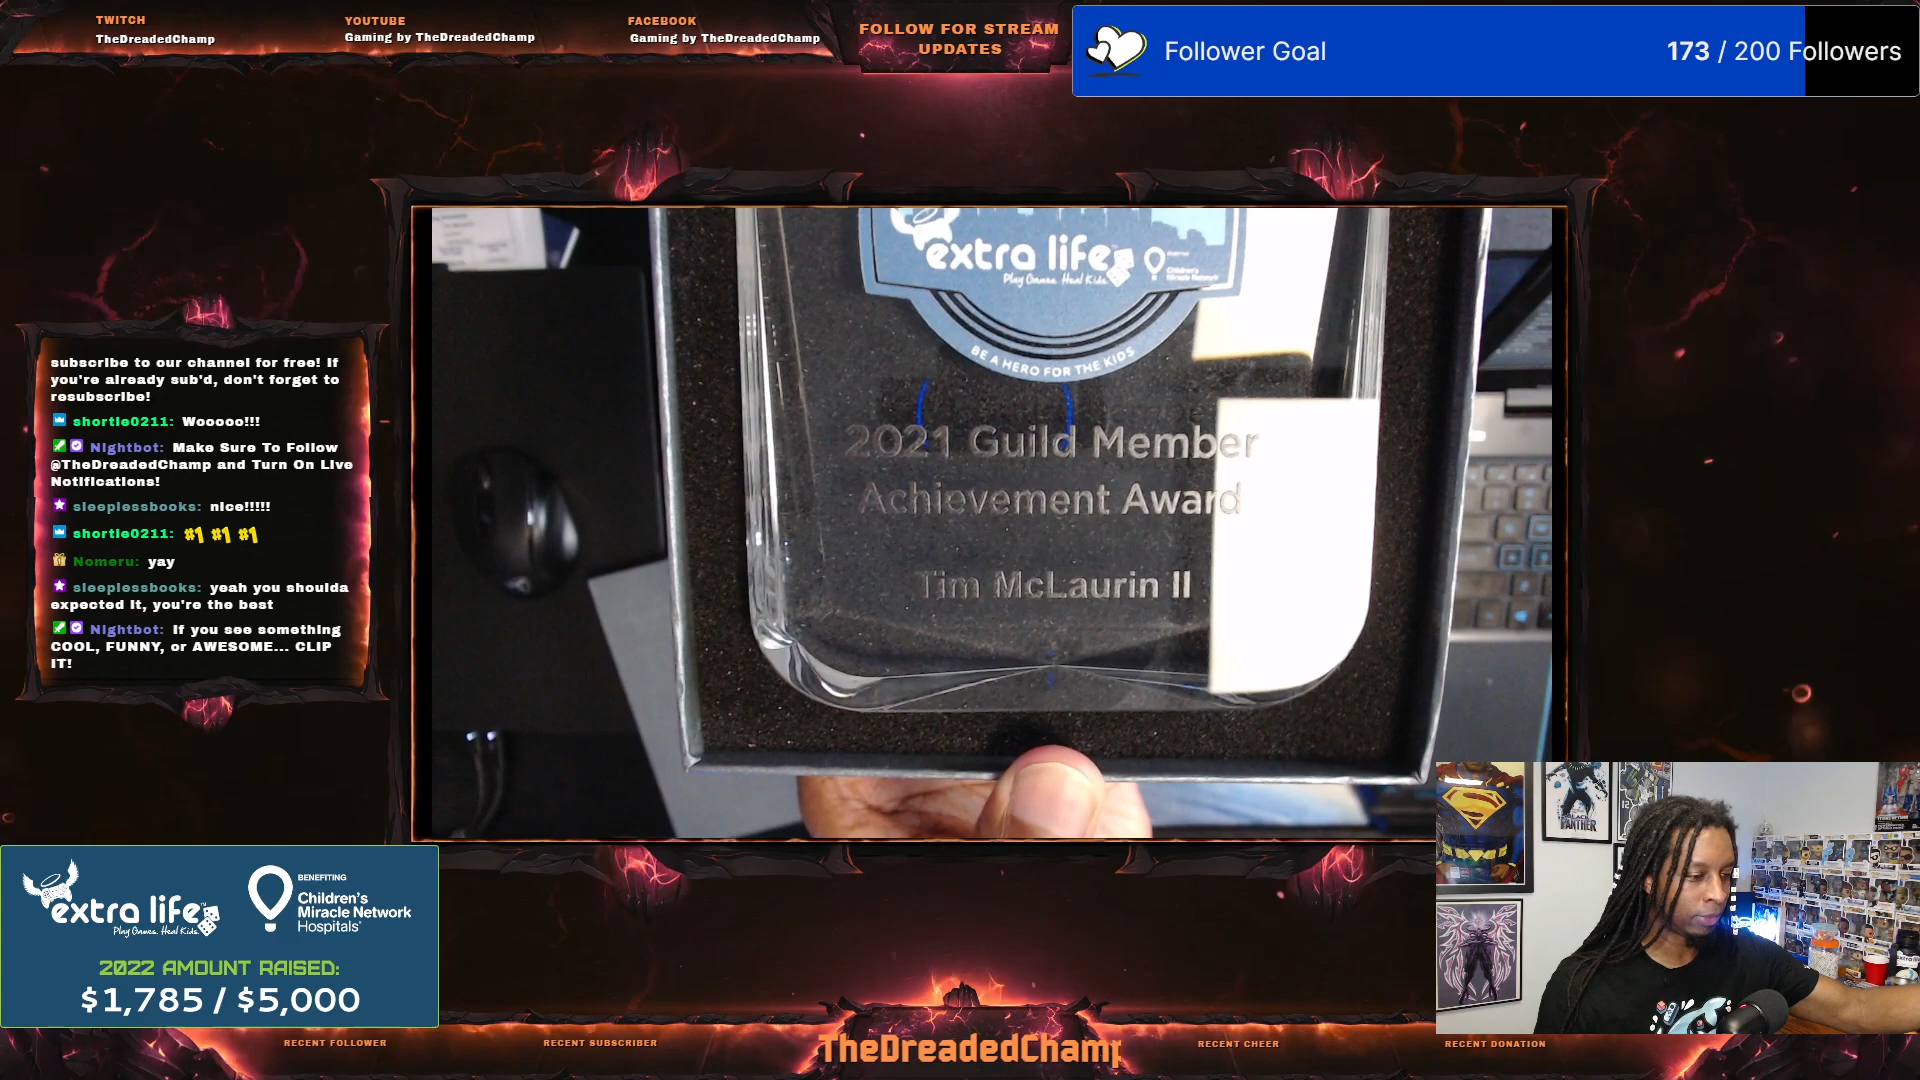 TWITCH
TheDreadedChamp
YOUTUBE
Gaming by TheDreadedChamp
FACEBOOK
Gaming by TheDreadedChamp
FOLLOW FOR STREAM
UPDATES
Follower Goal
173 / 200 Followers
extra life
Play Games. Heal Kids.
Children's
Miracle Network
BE A HERO FOR THE KIDS
2021 Guild Member
Achievement Award
Tim McLaurin II
subscribe to our channel for free! If
you're already sub'd, don't forget to
resubscribe!
shortie0211: Wooooo!!!
Nightbot: Make Sure To Follow
@TheDreadedChamp and Turn On Live
Notifications!
sleeplessbooks: nice!!!!!
shortie0211: #1 #1 #1
Nomeru: yay
sleeplessbooks: yeah you shoulda
expected it, you're the best
Nightbot: If you see something
COOL, FUNNY, or AWESOME... CLIP
IT!
extra life
Play Games. Heal Kids.
BENEFITING
Children's
Miracle Network
Hospitals
2022 AMOUNT RAISED:
$1,785 / $5,000
BLACK
PANTHER
RECENT FOLLOWER
RECENT SUBSCRIBER
TheDreadedChamp
RECENT CHEER
RECENT DONATION